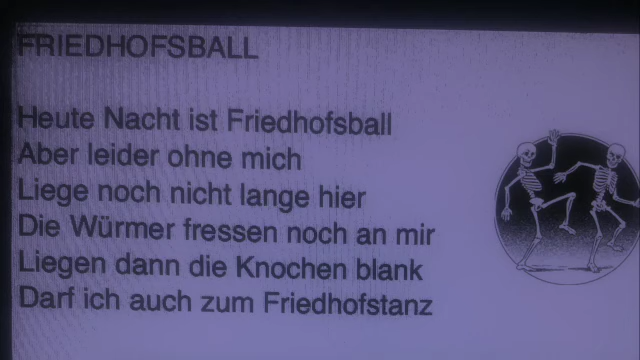 FRIEDHOFSBALL
Heute Nacht ist Friedhofsball
Aber leider ohne mich
Liege noch nicht lange hier
Die Würmer fressen noch an mir
Liegen dann die Knochen blank
Darf ich auch zum Friedhofstanz